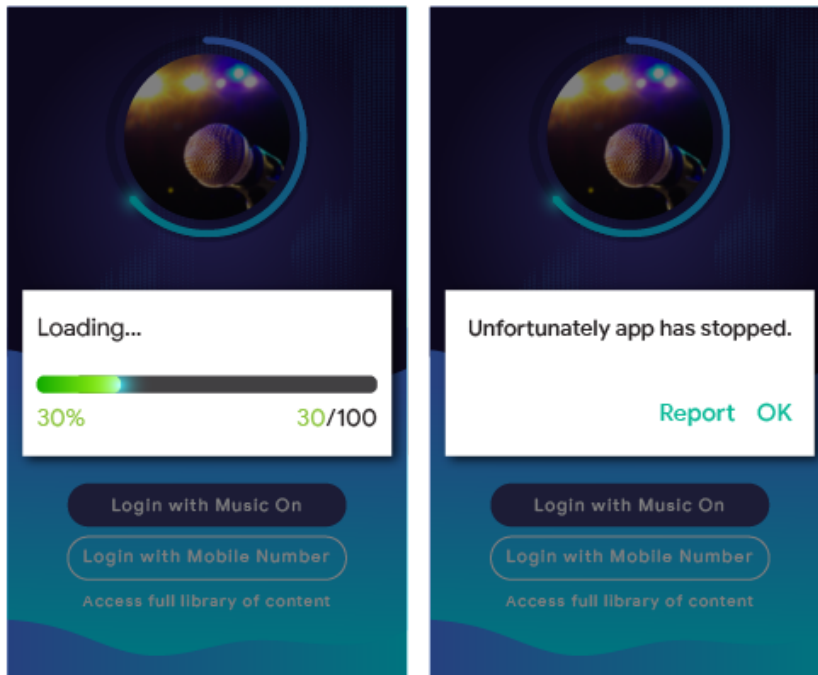 Loading...
30% 30/100
Login with Music On
Login with Mobile Number
Access full library of content
Unfortunately app has stopped.
Report OK
Login with Music On
Login with Mobile Number
Access full library of content